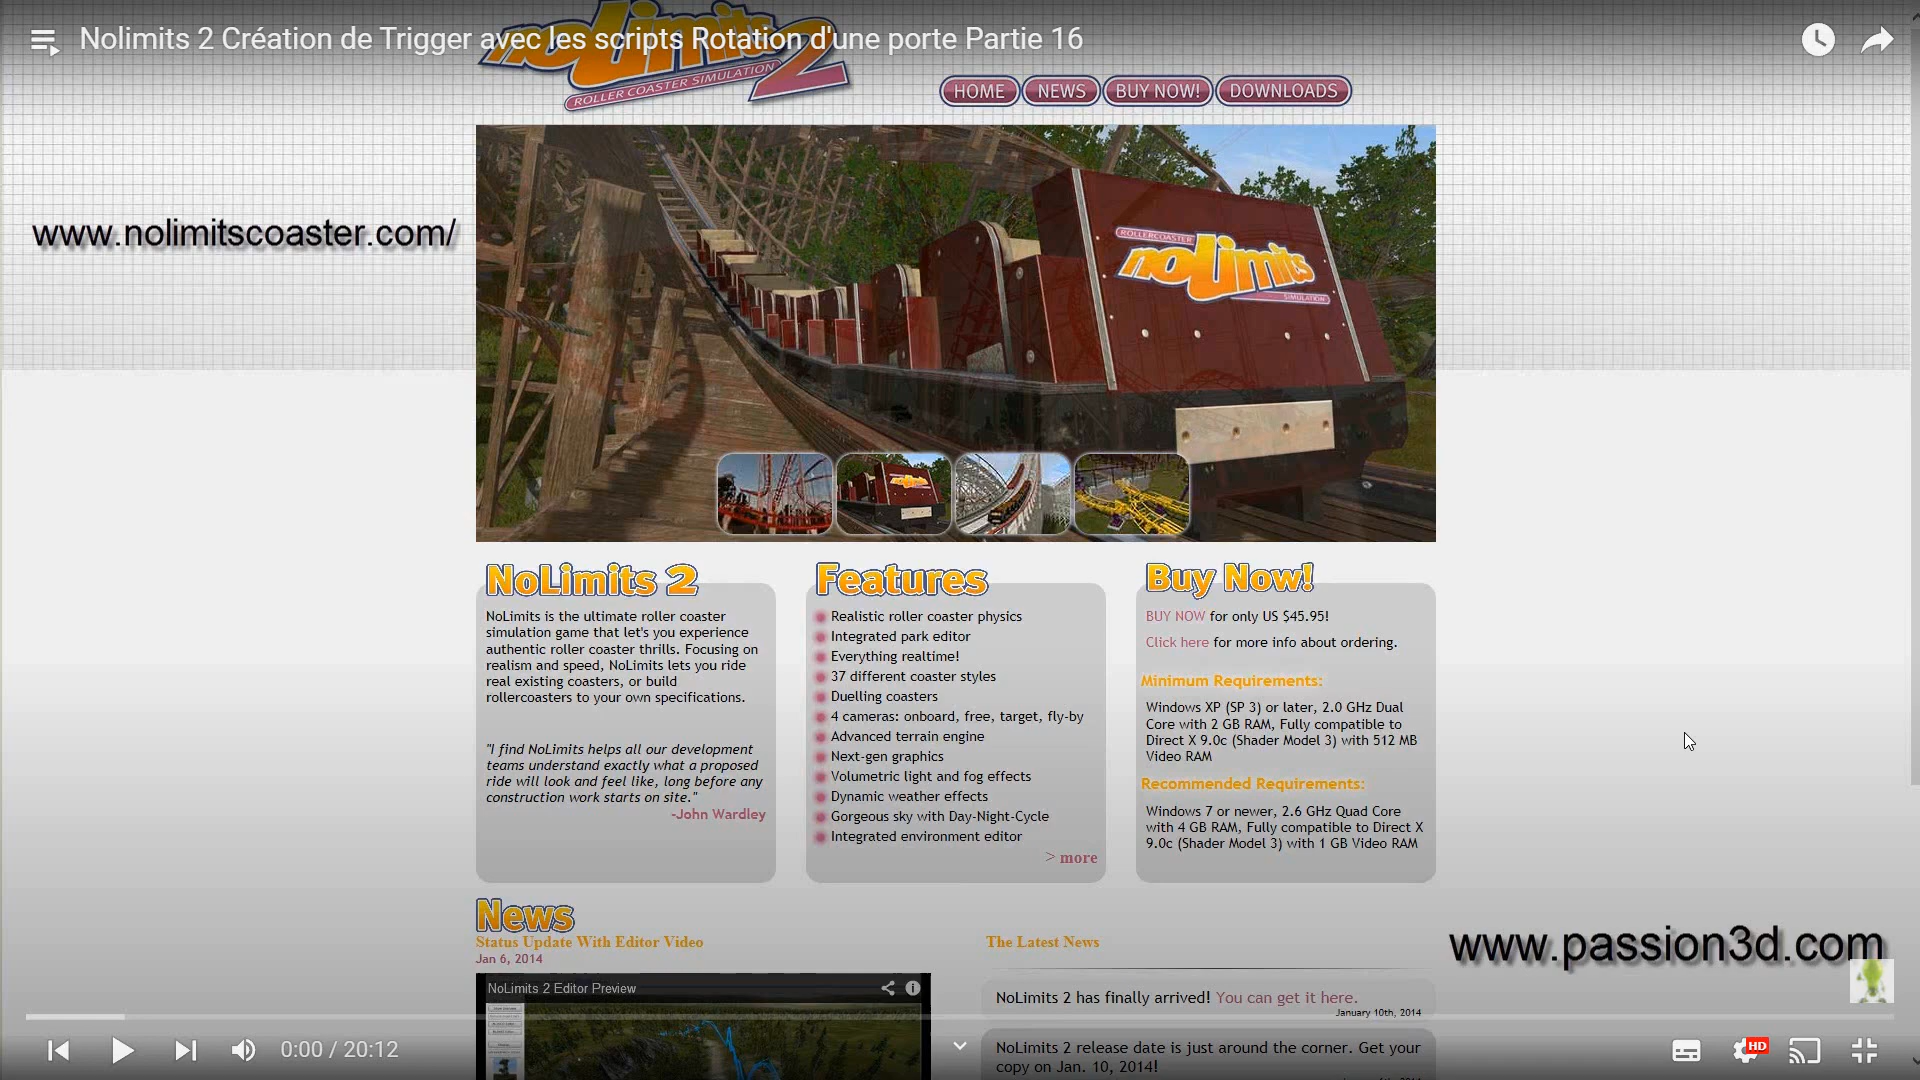 Nolimits 2 Création de Trigger avec les scripts Rotation d'une porte Partie 16
noLimits 2
ROLLER COASTER SIMULATION
HOME NEWS BUY NOW! DOWNLOADS
www.nolimitscoaster.com/
ROLLERCOASTER
noLimits
SIMULATION
NoLimits 2
NoLimits is the ultimate roller coaster
simulation game that let's you experience
authentic roller coaster thrills. Focusing on
realism and speed, NoLimits lets you ride
real existing coasters, or build
rollercoasters to your own specifications.
"I find NoLimits helps all our development
teams understand exactly what a proposed
ride will look and feel like, long before any
construction work starts on site."
-John Wardley
Features
Realistic roller coaster physics
Integrated park editor
Everything realtime!
37 different coaster styles
Duelling coasters
4 cameras: onboard, free, target, fly-by
Advanced terrain engine
Next-gen graphics
Volumetric light and fog effects
Dynamic weather effects
Gorgeous sky with Day-Night-Cycle
Integrated environment editor
> more
Buy Now!
BUY NOW for only US $45.95!
Click here for more info about ordering.
Minimum Requirements:
Windows XP (SP 3) or later, 2.0 GHz Dual
Core with 2 GB RAM, Fully compatible to
Direct X 9.0c (Shader Model 3) with 512 MB
Video RAM
Recommended Requirements:
Windows 7 or newer, 2.6 GHz Quad Core
with 4 GB RAM, Fully compatible to Direct X
9.0c (Shader Model 3) with 1 GB Video RAM
News
Status Update With Editor Video
Jan 6, 2014
NoLimits 2 Editor Preview
The Latest News
www.passion3d.com
NoLimits 2 has finally arrived! You can get it here.
January 10th, 2014
NoLimits 2 release date is just around the corner. Get your
copy on Jan. 10, 2014!
0:00 / 20:12
HD